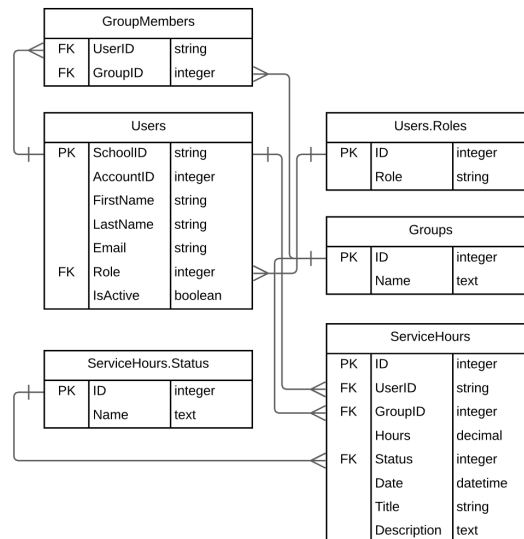 GroupMembers
FK UserID string
FK GroupID integer
Users
PK SchoolID string
AccountID integer
FirstName string
LastName string
Email string
FK Role integer
IsActive boolean
Users.Roles
PK ID integer
Role string
Groups
PK ID integer
Name text
ServiceHours.Status
PK ID integer
Name text
ServiceHours
PK ID integer
FK UserID string
FK GroupID integer
Hours decimal
FK Status integer
Date datetime
Title string
Description text